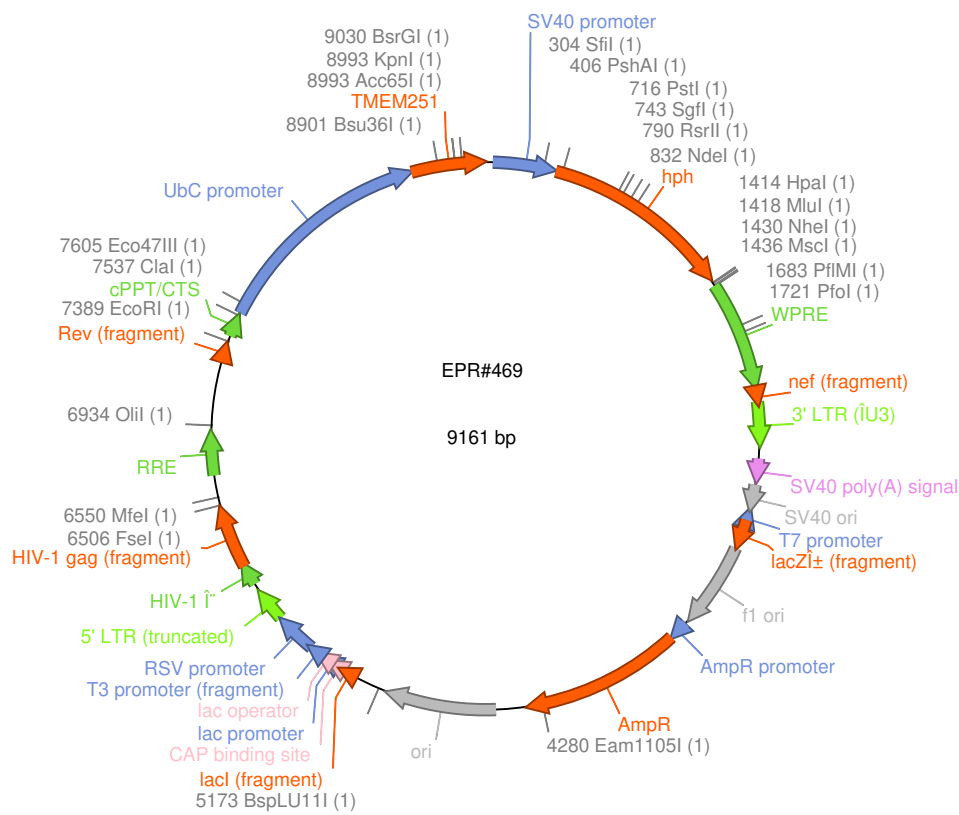 SV40 promoter
9030 BsrGI (1)
304 SfiI (1)
8993 KpnI (1)
406 PshAI (1)
8993 Acc65I (1)
716 PstI (1)
TMEM251
743 SgfI (1)
8901 Bsu36I (1)
790 RsrII (1)
832 NdeI (1)
hph
UbC promoter
1414 HpaI (1)
1418 MluI (1)
1430 NheI (1)
7605 Eco47III (1)
1436 MscI (1)
7537 ClaI (1)
1683 PflMI (1)
cPPT/CTS
1721 PfoI (1)
7389 EcoRI (1)
WPRE
Rev (fragment)
EPR#469
nef (fragment)
6934 OliI (1)
3' LTR (ÎU3)
9161 bp
RRE
SV40 poly(A) signal
6550 MfeI (1)
SV40 ori
6506 FseI (1)
T7 promoter
HIV-1 gag (fragment)
lacZÎ± (fragment)
HIV-1 Î¨
f1 ori
5' LTR (truncated)
RSV promoter
AmpR promoter
T3 promoter (fragment)
lac operator
AmpR
lac promoter
4280 Eam1105I (1)
CAP binding site
ori
lacI (fragment)
5173 BspLU11I (1)